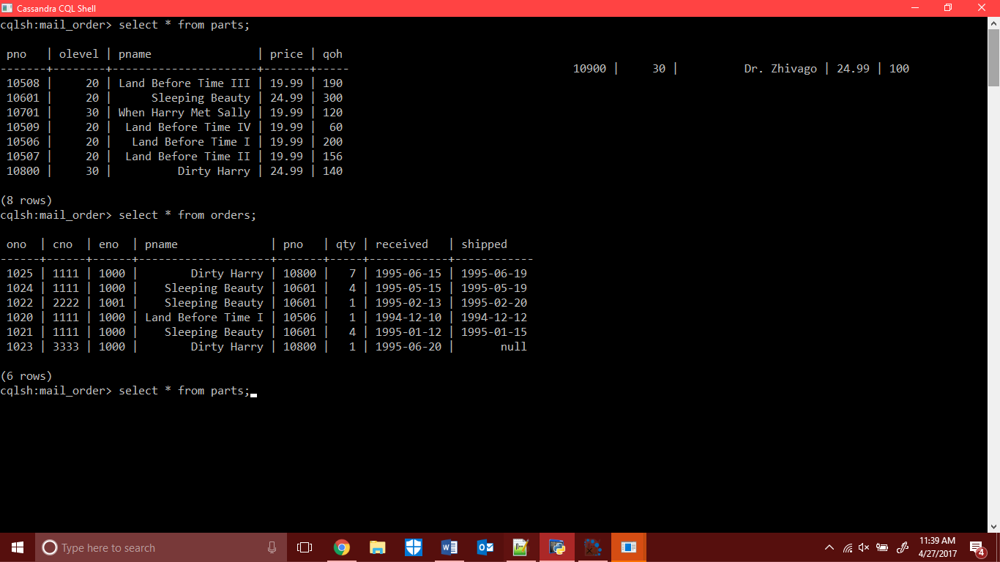 Cassandra CQL Shell
cqlsh:mail_order> select * from parts;
 pno   | olevel | pname                | price | qoh
-------+--------+----------------------+-------+-----                                  10900 |     30 |          Dr. Zhivago | 24.99 | 100
 10508 |     20 | Land Before Time III | 19.99 | 190
 10601 |     20 |      Sleeping Beauty | 24.99 | 300
 10701 |     30 | When Harry Met Sally | 19.99 | 120
 10509 |     20 |  Land Before Time IV | 19.99 |  60
 10506 |     20 |   Land Before Time I | 19.99 | 200
 10507 |     20 |  Land Before Time II | 19.99 | 156
 10800 |     30 |          Dirty Harry | 24.99 | 140
(8 rows)
cqlsh:mail_order> select * from orders;
 ono  | cno  | eno  | pname              | pno   | qty | received   | shipped
------+------+------+--------------------+-------+-----+------------+------------
 1025 | 1111 | 1000 |        Dirty Harry | 10800 |   7 | 1995-06-15 | 1995-06-19
 1024 | 1111 | 1000 |    Sleeping Beauty | 10601 |   4 | 1995-05-15 | 1995-05-19
 1022 | 2222 | 1001 |    Sleeping Beauty | 10601 |   1 | 1995-02-13 | 1995-02-20
 1020 | 1111 | 1000 | Land Before Time I | 10506 |   1 | 1994-12-10 | 1994-12-12
 1021 | 1111 | 1000 |    Sleeping Beauty | 10601 |   4 | 1995-01-12 | 1995-01-15
 1023 | 3333 | 1000 |        Dirty Harry | 10800 |   1 | 1995-06-20 |       null
(6 rows)
cqlsh:mail_order> select * from parts;
Type here to search
11:39 AM
4/27/2017
4